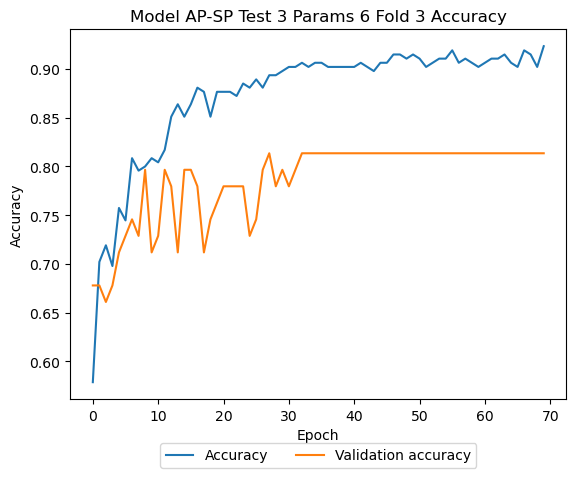 Model AP-SP Test 3 Params 6 Fold 3 Accuracy
Accuracy
0.90
0.85
0.80
0.75
0.70
0.65
0.60
0 10 20 30 40 50 60 70
Epoch
Accuracy Validation accuracy